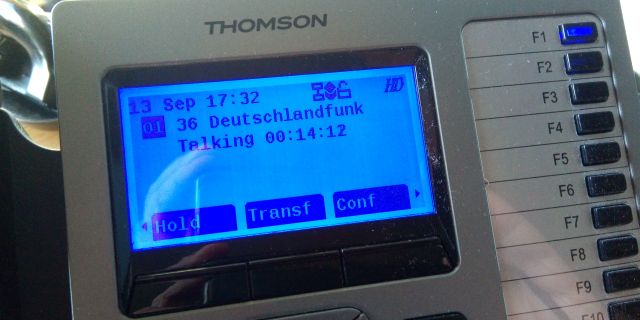 THOMSON
13 Sep 17:32
HD
01 36 Deutschlandfunk
Talking 00:14:12
Hold Transf Conf
F1
F2
F3
F4
F5
F6
F7
F8
F9
F10